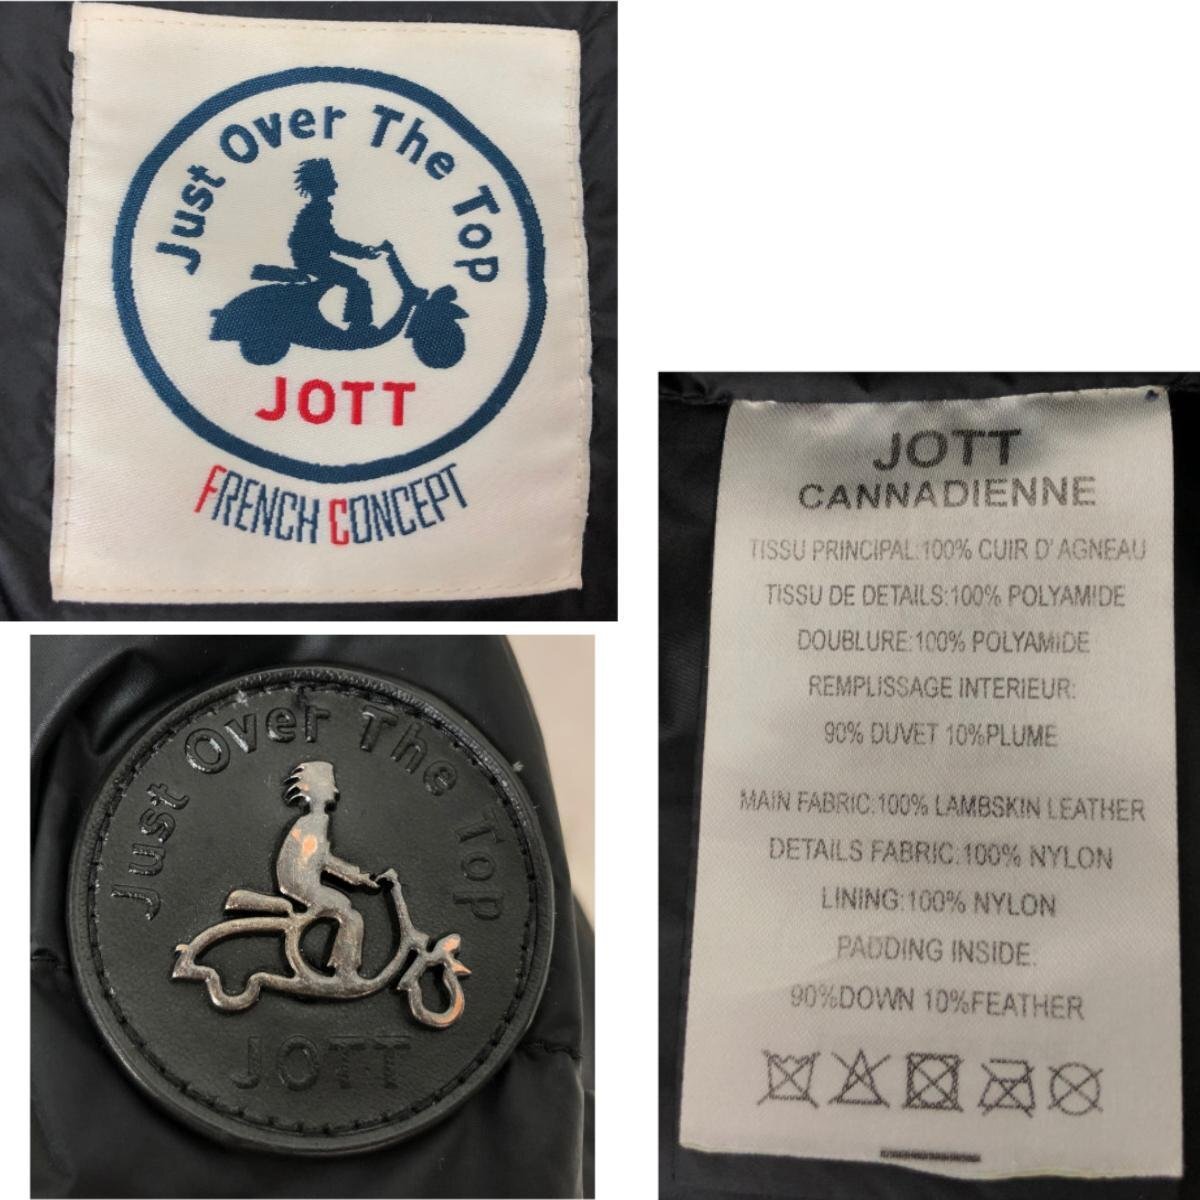 Just Over The Top
JOTT
FRENCH CONCEPT
Just Over The Top
JOTT
JOTT
CANNADIENNE
TISSU PRINCIPAL:100% CUIR D'AGNEAU
TISSU DE DETAILS:100% POLYAMIDE
DOUBLURE:100% POLYAMIDE
REMPLISSAGE INTERIEUR:
90% DUVET 10%PLUME
MAIN FABRIC:100% LAMBSKIN LEATHER
DETAILS FABRIC:100% NYLON
LINING:100% NYLON
PADDING INSIDE:
90%DOWN 10%FEATHER